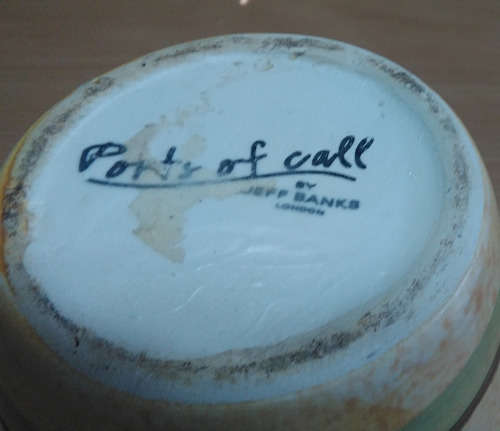 Ports of call
BY
JEFF BANKS
LONDON